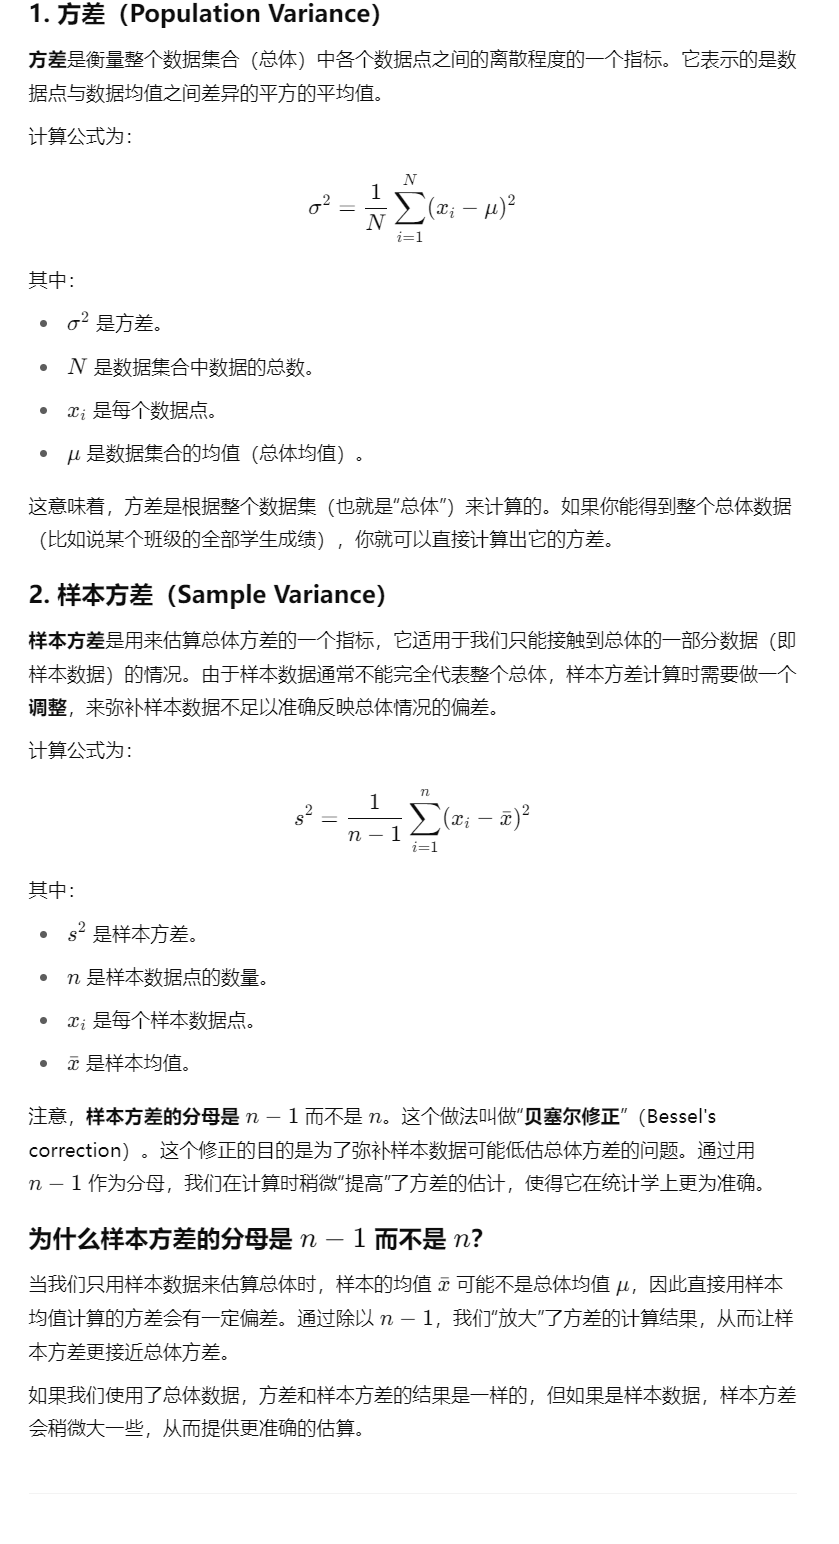 1. 方差（Population Variance）
方差是衡量整个数据集合（总体）中各个数据点之间的离散程度的一个指标。它表示的是数
据点与数据均值之间差异的平方的平均值。
计算公式为：
σ² = \frac{1}{N} \sum_{i=1}^{N} (x_i − μ)²
其中：
• σ² 是方差。
• N 是数据集合中数据的总数。
• x_i 是每个数据点。
• μ 是数据集合的均值（总体均值）。
这意味着，方差是根据整个数据集（也就是“总体”）来计算的。如果你能得到整个总体数据
（比如说某个班级的全部学生成绩），你就可以直接计算出它的方差。
2. 样本方差（Sample Variance）
样本方差是用来估算总体方差的一个指标，它适用于我们只能接触到总体的一部分数据（即
样本数据）的情况。由于样本数据通常不能完全代表整个总体，样本方差计算时需要做一个
调整，来弥补样本数据不足以准确反映总体情况的偏差。
计算公式为：
s² = \frac{1}{n − 1} \sum_{i=1}^{n} (x_i − x̄)²
其中：
• s² 是样本方差。
• n 是样本数据点的数量。
• x_i 是每个样本数据点。
• x̄ 是样本均值。
注意，样本方差的分母是 n − 1 而不是 n。这个做法叫做“贝塞尔修正”（Bessel's
correction）。这个修正的目的是为了弥补样本数据可能低估总体方差的问题。通过用
n − 1 作为分母，我们在计算时稍微“提高”了方差的估计，使得它在统计学上更为准确。
为什么样本方差的分母是 n − 1 而不是 n？
当我们只用样本数据来估算总体时，样本的均值 x̄ 可能不是总体均值 μ，因此直接用样本
均值计算的方差会有一定偏差。通过除以 n − 1，我们“放大”了方差的计算结果，从而让样
本方差更接近总体方差。
如果我们使用了总体数据，方差和样本方差的结果是一样的，但如果是样本数据，样本方差
会稍微大一些，从而提供更准确的估算。